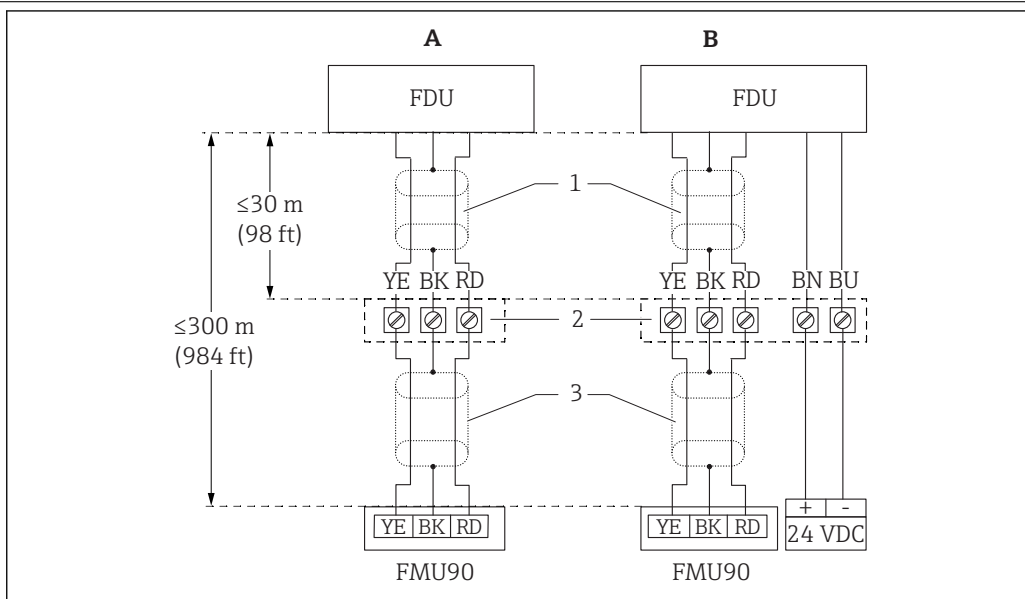 A B
FDU FDU
1
≤30 m
(98 ft)
YE BK RD YE BK RD BN BU
2
≤300 m
(984 ft)
3
YE BK RD YE BK RD + -
24 VDC
FMU90 FMU90